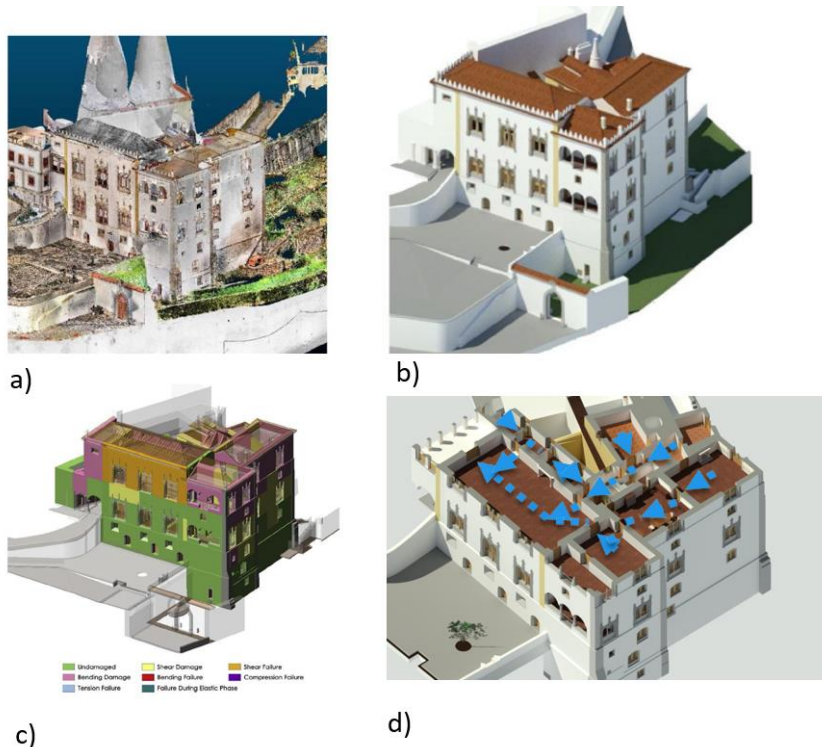 a)
b)
Undamaged Shear Damage Shear Failure
Bending Damage Bending Failure Compression Failure
Tension Failure Failure During Elastic Phase
c)
d)